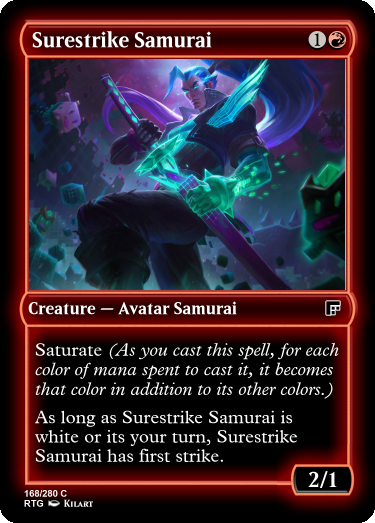 Surestrike Samurai 1
Creature — Avatar Samurai
Saturate (As you cast this spell, for each
color of mana spent to cast it, it becomes
that color in addition to its other colors.)
As long as Surestrike Samurai is
white or its your turn, Surestrike
Samurai has first strike.
2/1
168/280 C
RTG KILART